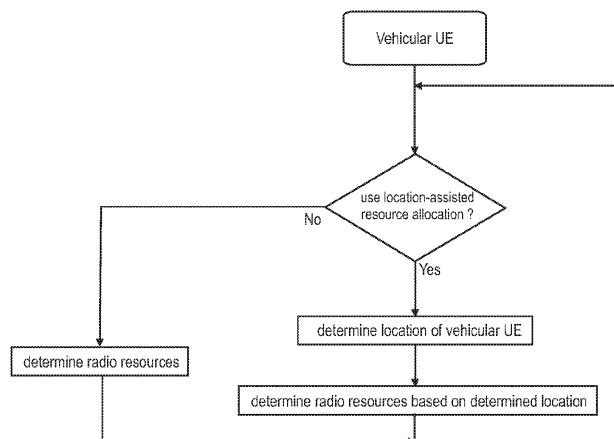 Vehicular UE
use location-assisted
resource allocation ?
No
Yes
determine location of vehicular UE
determine radio resources
determine radio resources based on determined location